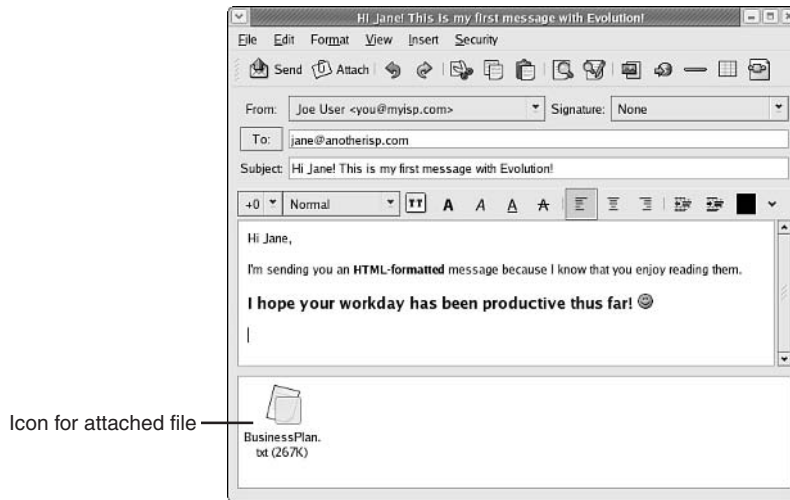 Hi Jane! This is my first message with Evolution!
File Edit Format View Insert Security
Send Attach
From: Joe User <you@myisp.com> Signature: None
To: jane@anotherisp.com
Subject: Hi Jane! This is my first message with Evolution!
+0 Normal TT A A A A
Hi Jane,
I'm sending you an HTML-formatted message because I know that you enjoy reading them.
I hope your workday has been productive thus far!
Icon for attached file
BusinessPlan.
txt (267K)